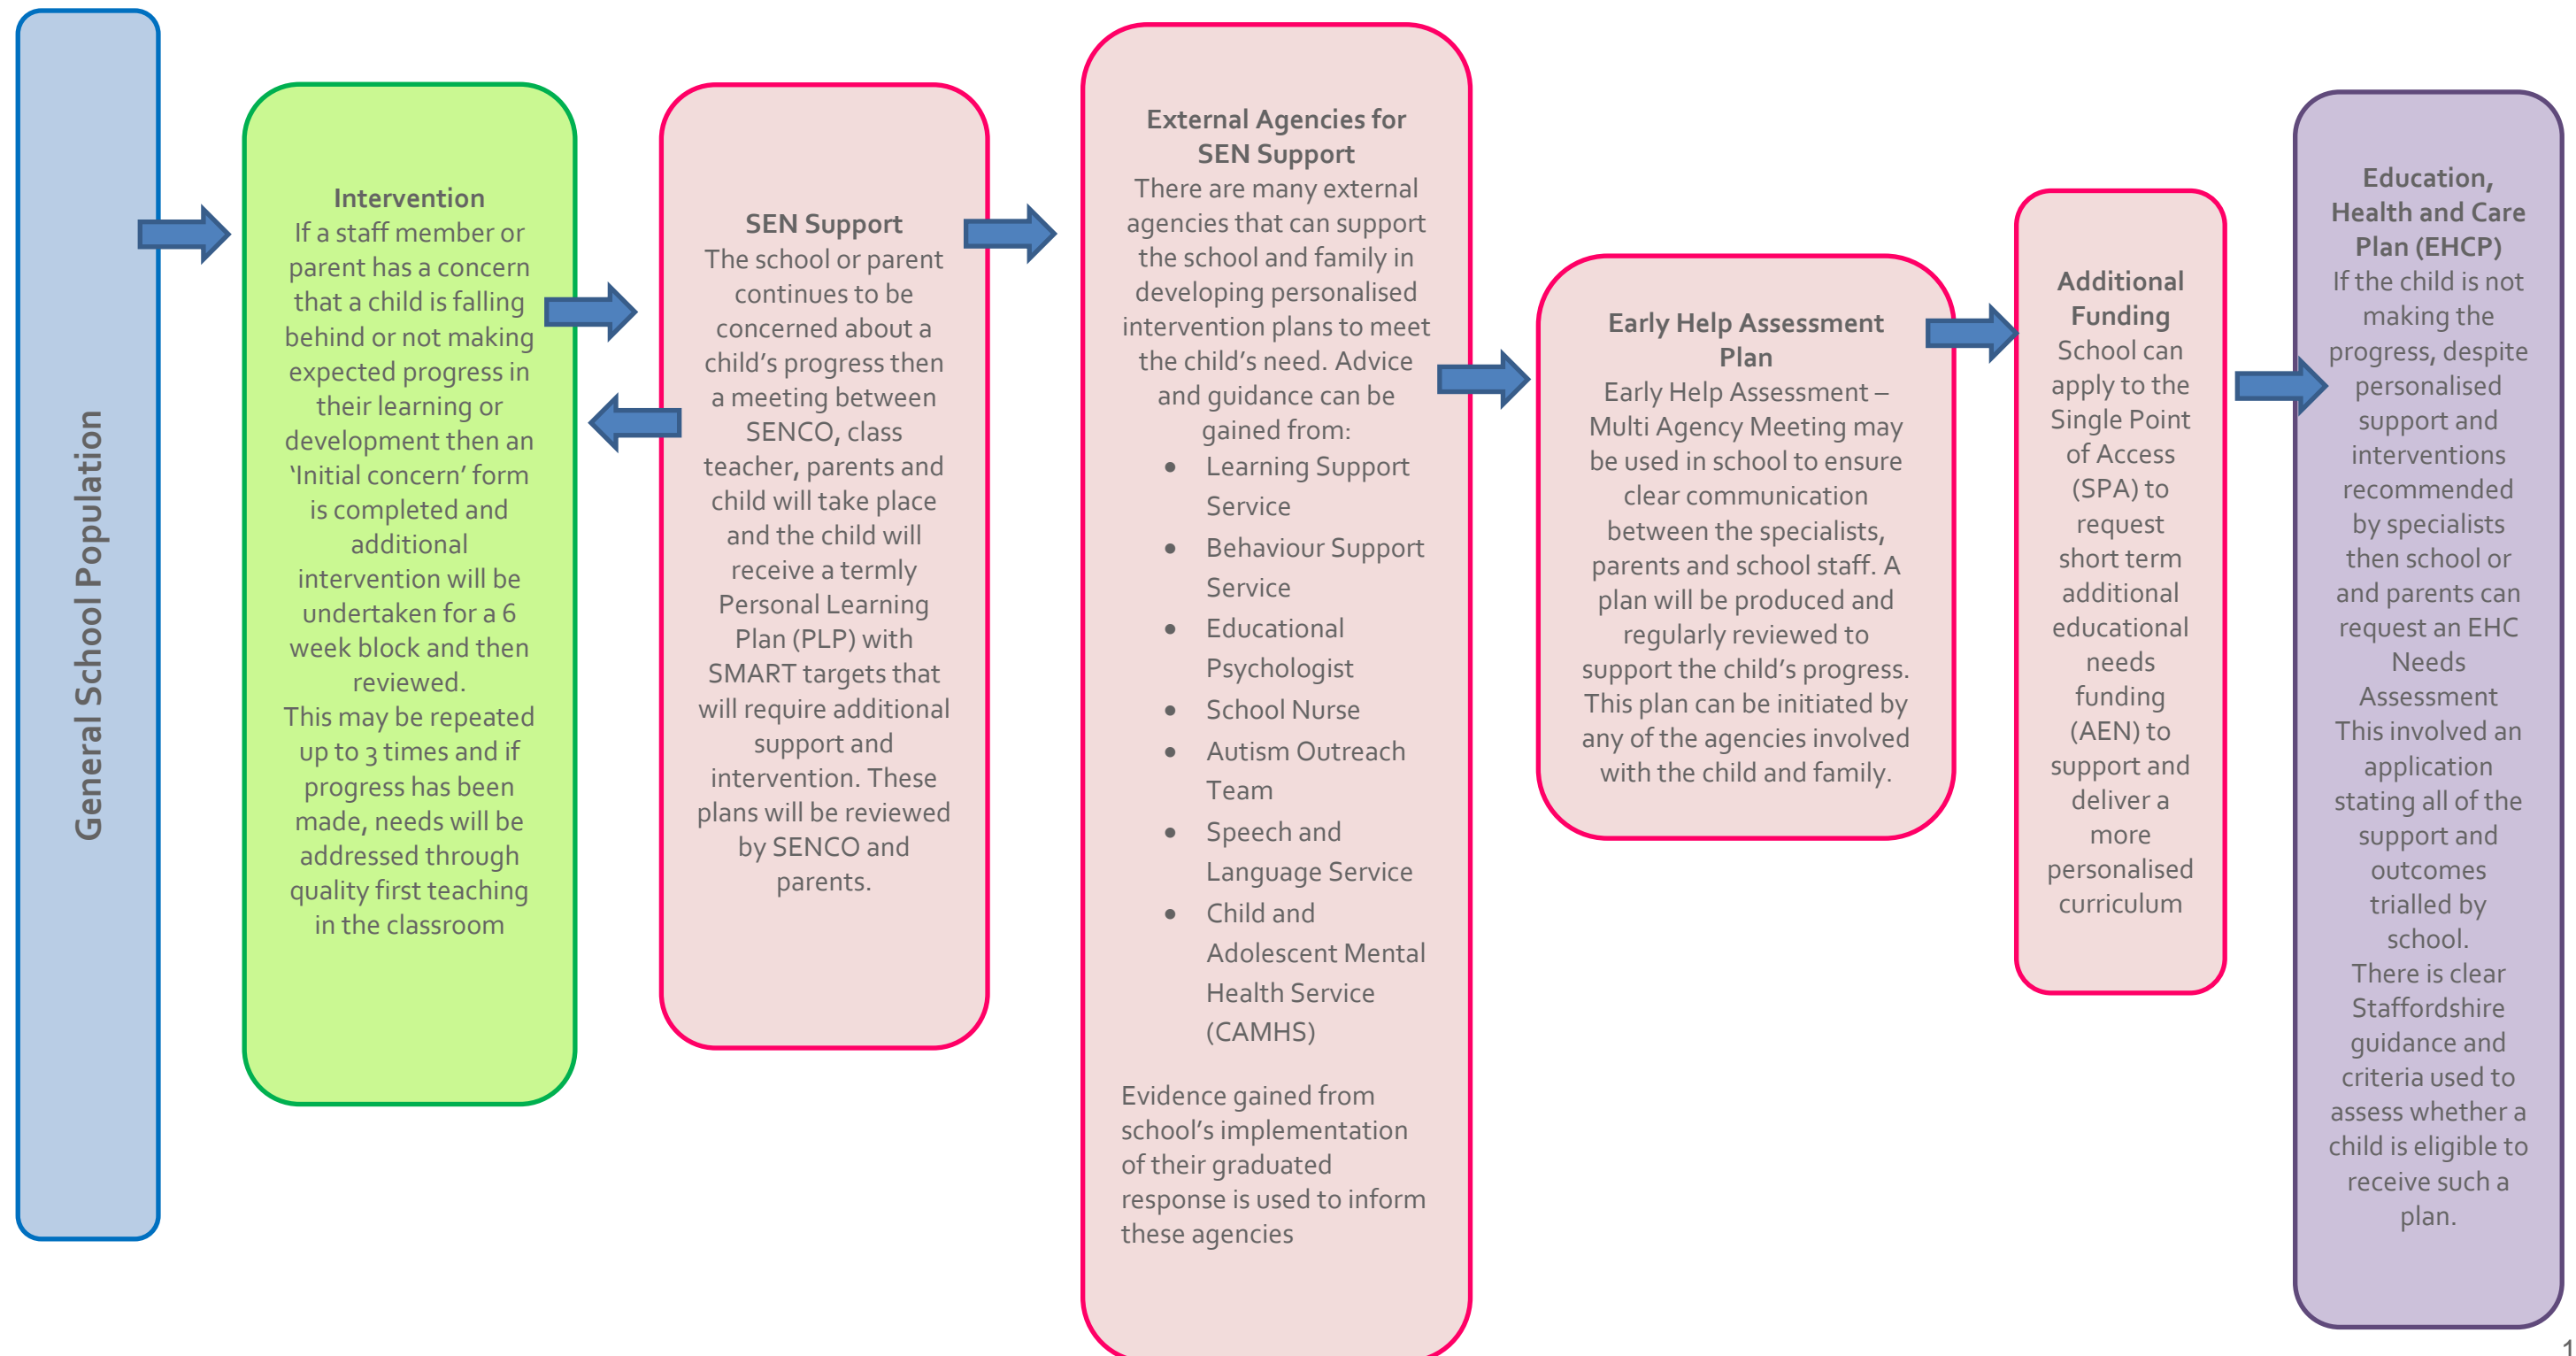 General School Population
Intervention
If a staff member or
parent has a concern
that a child is falling
behind or not making
expected progress in
their learning or
development then an
‘Initial concern’ form
is completed and
additional
intervention will be
undertaken for a 6
week block and then
reviewed.
This may be repeated
up to 3 times and if
progress has been
made, needs will be
addressed through
quality first teaching
in the classroom
SEN Support
The school or parent
continues to be
concerned about a
child’s progress then
a meeting between
SENCO, class
teacher, parents and
child will take place
and the child will
receive a termly
Personal Learning
Plan (PLP) with
SMART targets that
will require additional
support and
intervention. These
plans will be reviewed
by SENCO and
parents.
External Agencies for
SEN Support
There are many external
agencies that can support
the school and family in
developing personalised
intervention plans to meet
the child’s need. Advice
and guidance can be
gained from:
• Learning Support
Service
• Behaviour Support
Service
• Educational
Psychologist
• School Nurse
• Autism Outreach
Team
• Speech and
Language Service
• Child and
Adolescent Mental
Health Service
(CAMHS)
Evidence gained from
school’s implementation
of their graduated
response is used to inform
these agencies
Early Help Assessment
Plan
Early Help Assessment –
Multi Agency Meeting may
be used in school to ensure
clear communication
between the specialists,
parents and school staff. A
plan will be produced and
regularly reviewed to
support the child’s progress.
This plan can be initiated by
any of the agencies involved
with the child and family.
Additional
Funding
School can
apply to the
Single Point
of Access
(SPA) to
request
short term
additional
educational
needs
funding
(AEN) to
support and
deliver a
more
personalised
curriculum
Education,
Health and Care
Plan (EHCP)
If the child is not
making the
progress, despite
personalised
support and
interventions
recommended
by specialists
then school or
and parents can
request an EHC
Needs
Assessment
This involved an
application
stating all of the
support and
outcomes
trialled by
school.
There is clear
Staffordshire
guidance and
criteria used to
assess whether a
child is eligible to
receive such a
plan.
1